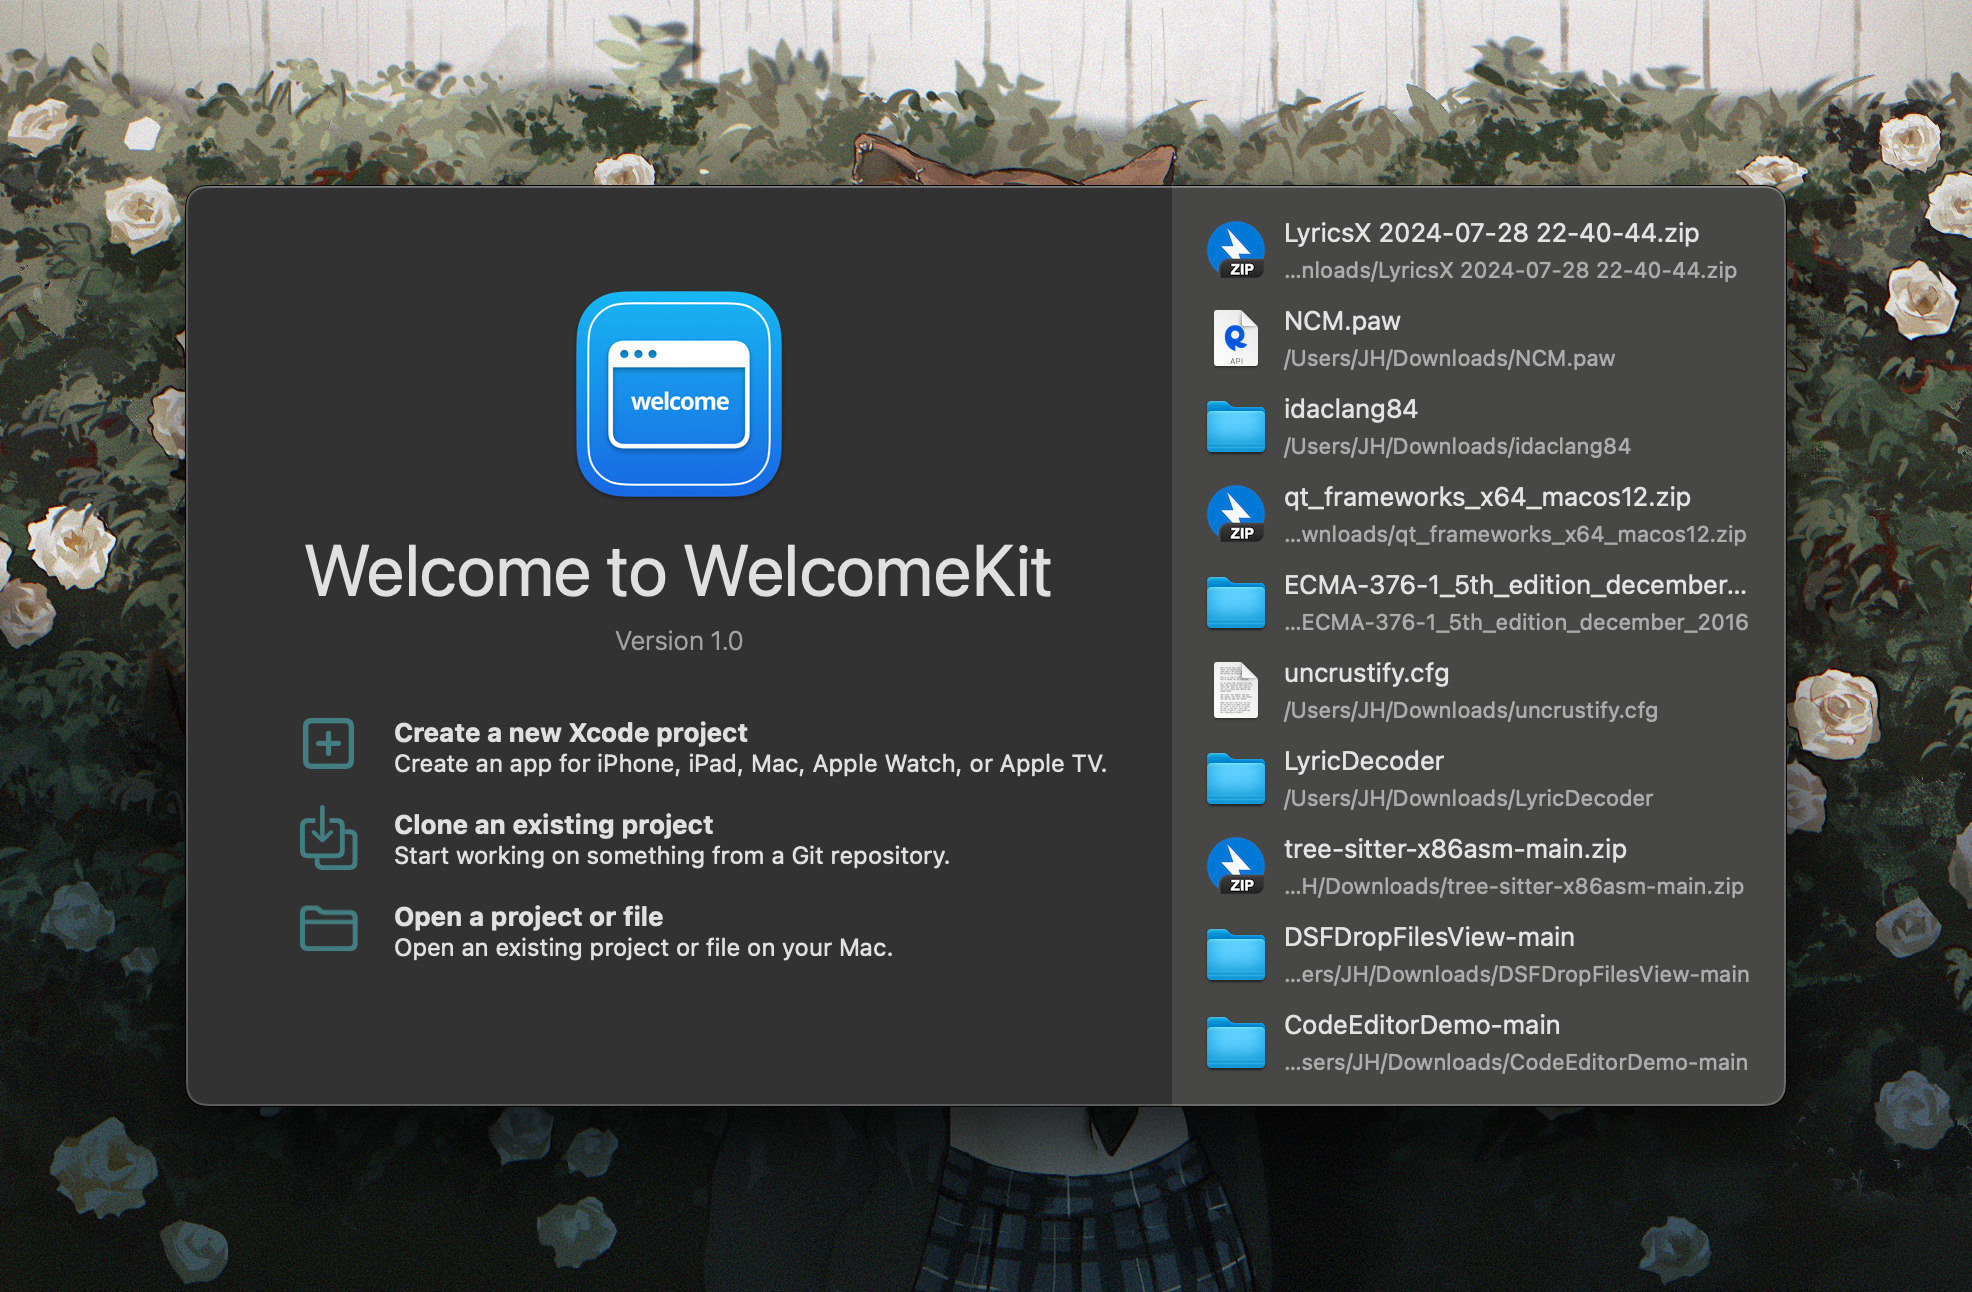 welcome
Welcome to WelcomeKit
Version 1.0
Create a new Xcode project
Create an app for iPhone, iPad, Mac, Apple Watch, or Apple TV.
Clone an existing project
Start working on something from a Git repository.
Open a project or file
Open an existing project or file on your Mac.
ZIP
LyricsX 2024-07-28 22-40-44.zip
...nloads/LyricsX 2024-07-28 22-40-44.zip
API
NCM.paw
/Users/JH/Downloads/NCM.paw
idaclang84
/Users/JH/Downloads/idaclang84
ZIP
qt_frameworks_x64_macos12.zip
...wnloads/qt_frameworks_x64_macos12.zip
ECMA-376-1_5th_edition_december...
...ECMA-376-1_5th_edition_december_2016
uncrustify.cfg
/Users/JH/Downloads/uncrustify.cfg
LyricDecoder
/Users/JH/Downloads/LyricDecoder
ZIP
tree-sitter-x86asm-main.zip
...H/Downloads/tree-sitter-x86asm-main.zip
DSFDropFilesView-main
...ers/JH/Downloads/DSFDropFilesView-main
CodeEditorDemo-main
...sers/JH/Downloads/CodeEditorDemo-main